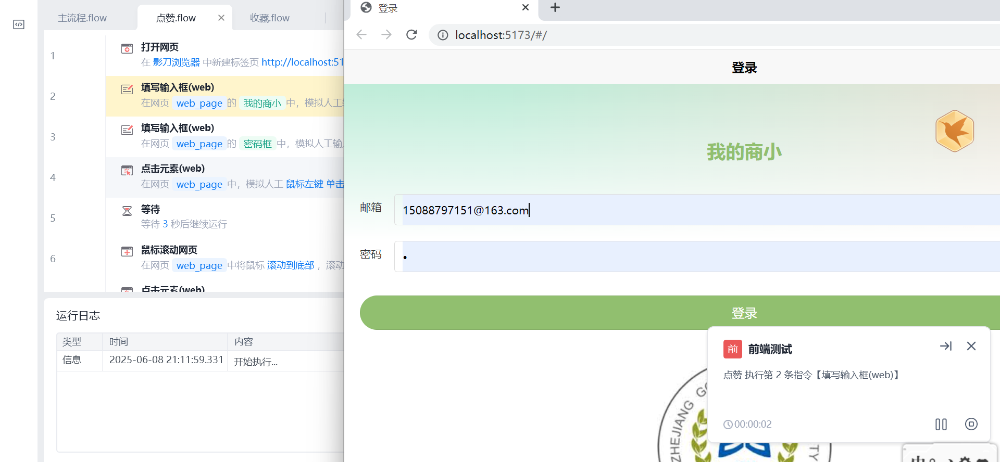 主流程.flow
点赞.flow
收藏.flow
1
打开网页
在 影刀浏览器 中新建标签页 http://localhost:51
2
填写输入框(web)
在网页 web_page 的 我的商小 中，模拟人工
3
填写输入框(web)
在网页 web_page 的 密码框 中，模拟人工输
4
点击元素(web)
在网页 web_page 中，模拟人工 鼠标左键 单击
5
等待
等待 3 秒后继续运行
6
鼠标滚动网页
在网页 web_page 中将鼠标 滚动到底部 ，滚动
点击元素(web)
运行日志
类型 时间 内容
信息 2025-06-08 21:11:59.331 开始执行...
登录
localhost:5173/#/
登录
我的商小
邮箱
15088797151@163.com
密码
•
登录
前 前端测试
点赞 执行第 2 条指令【填写输入框(web)】
00:00:02
ZHEJIANG GO
TY
中